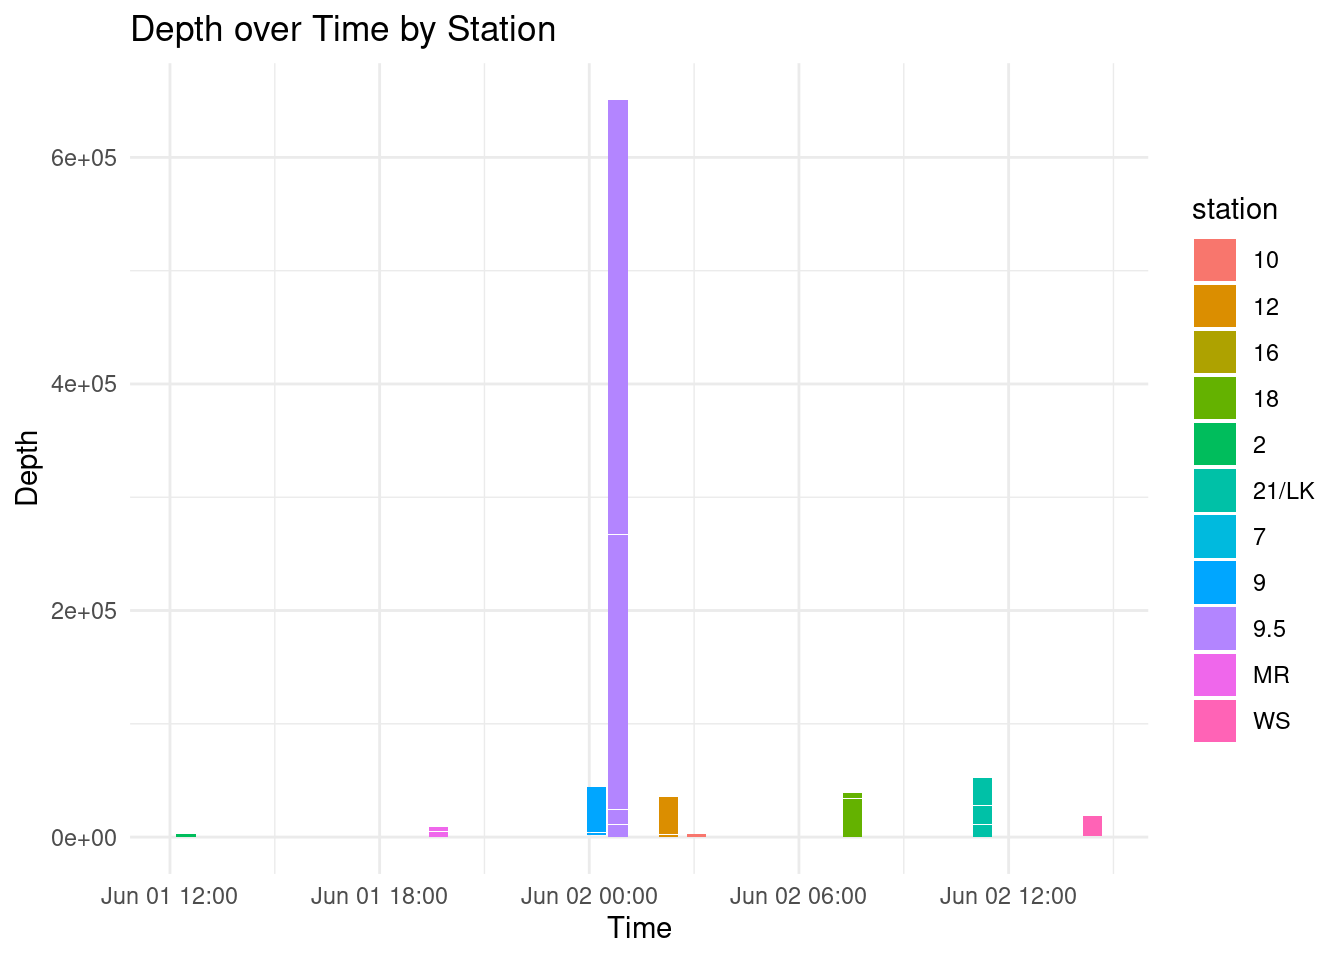 Depth over Time by Station
6e+05
4e+05
2e+05
0e+00
Depth
Jun 01 12:00
Jun 01 18:00
Jun 02 00:00
Jun 02 06:00
Jun 02 12:00
Time
station
10
12
16
18
2
21/LK
7
9
9.5
MR
WS